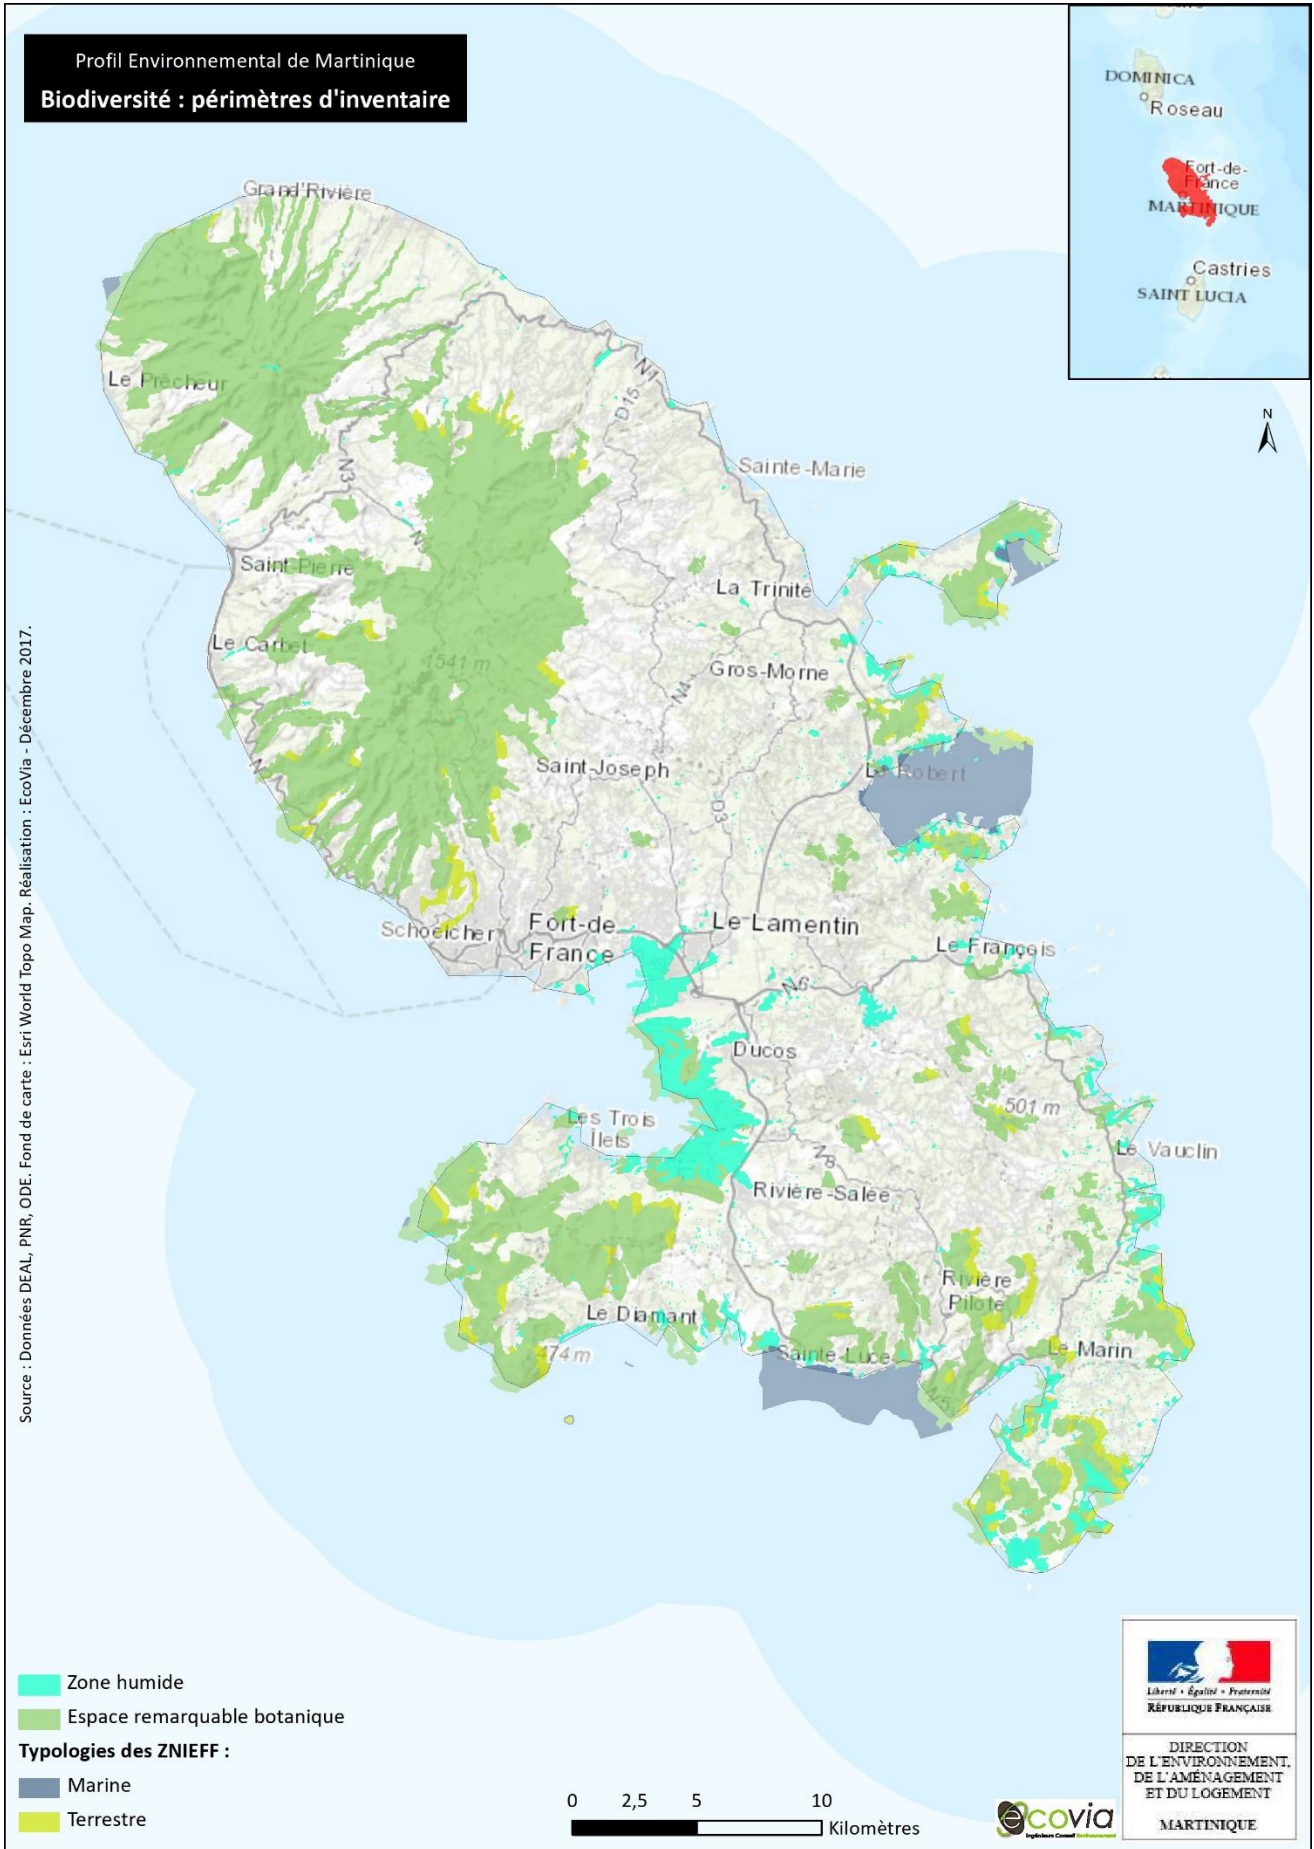 Profil Environnemental de Martinique
Biodiversité : périmètres d'inventaire
DOMINICA
Roseau
Fort-de-
France
MARTINIQUE
Castries
SAINT LUCIA
N
Grand'Rivière
Le Prêcheur
N1
D15
N3
Sainte-Marie
Saint-Pierre
La Trinité
Le Carbet
1541 m
Gros-Morne
N4
Saint-Joseph
Le Robert
D3
Schoelcher
Fort-de
France
Le Lamentin
Le François
N6
Ducos
501 m
Les Trois
Îlets
Le Vauclin
N8
Rivière-Salée
Rivière
Pilote
Le Diamant
474 m
Sainte-Luce
Le Marin
N5
Source : Données DEAL, PNR, ODE. Fond de carte : Esri World Topo Map. Réalisation : EcoVia - Décembre 2017.
Zone humide
Espace remarquable botanique
Typologies des ZNIEFF :
Marine
Terrestre
0 2,5 5 10
Kilomètres
ecovia
Ingénieurs Conseil Environnement
Liberté • Égalité • Fraternité
RÉPUBLIQUE FRANÇAISE
DIRECTION
DE L'ENVIRONNEMENT,
DE L'AMÉNAGEMENT
ET DU LOGEMENT
MARTINIQUE